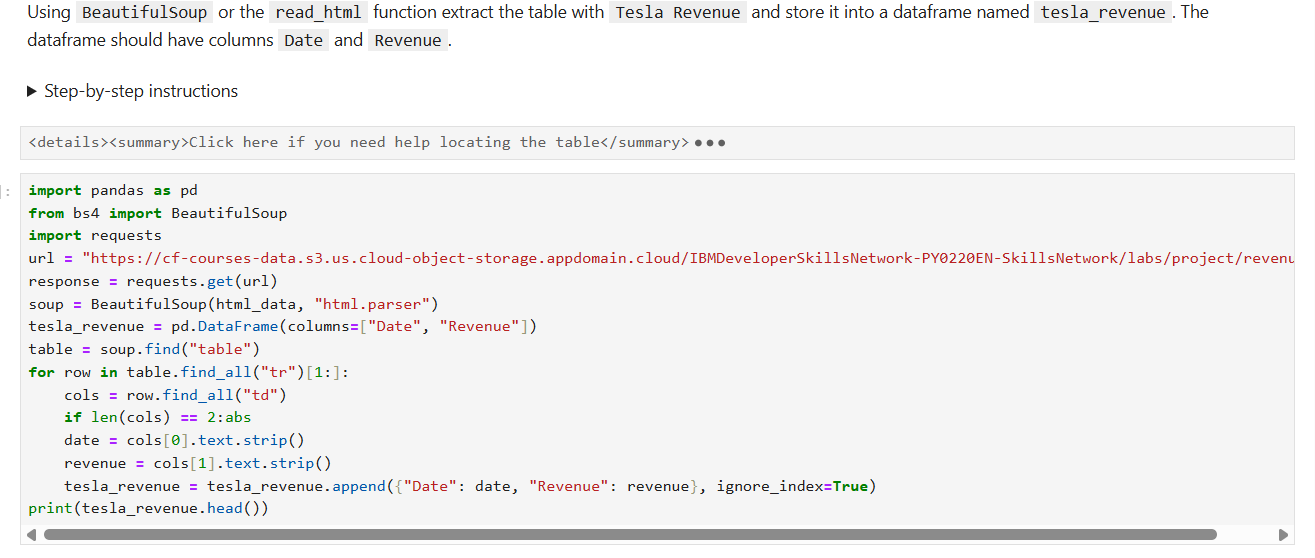 Using BeautifulSoup or the read_html function extract the table with Tesla Revenue and store it into a dataframe named tesla_revenue. The
dataframe should have columns Date and Revenue.
▶ Step-by-step instructions
<details><summary>Click here if you need help locating the table</summary>•••
]:
import pandas as pd
from bs4 import BeautifulSoup
import requests
url = "https://cf-courses-data.s3.us.cloud-object-storage.appdomain.cloud/IBMDeveloperSkillsNetwork-PY0220EN-SkillsNetwork/labs/project/revenu
response = requests.get(url)
soup = BeautifulSoup(html_data, "html.parser")
tesla_revenue = pd.DataFrame(columns=["Date", "Revenue"])
table = soup.find("table")
for row in table.find_all("tr")[1:]:
    cols = row.find_all("td")
    if len(cols) == 2:abs
    date = cols[0].text.strip()
    revenue = cols[1].text.strip()
    tesla_revenue = tesla_revenue.append({"Date": date, "Revenue": revenue}, ignore_index=True)
print(tesla_revenue.head())